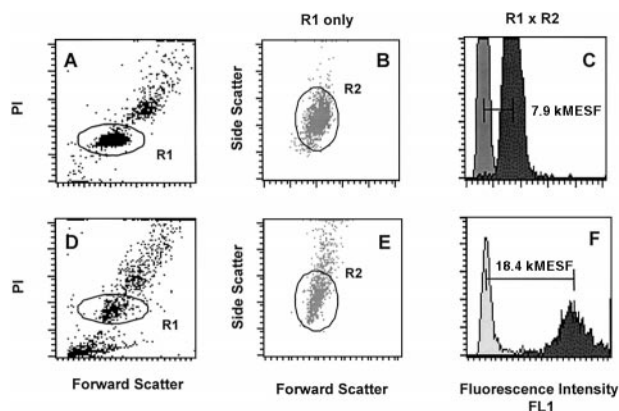 R1 only
R1 x R2
A
PI
R1
B
Side Scatter
R2
C
7.9 kMESF
D
PI
R1
Forward Scatter
E
Side Scatter
R2
Forward Scatter
F
18.4 kMESF
Fluorescence Intensity
FL1